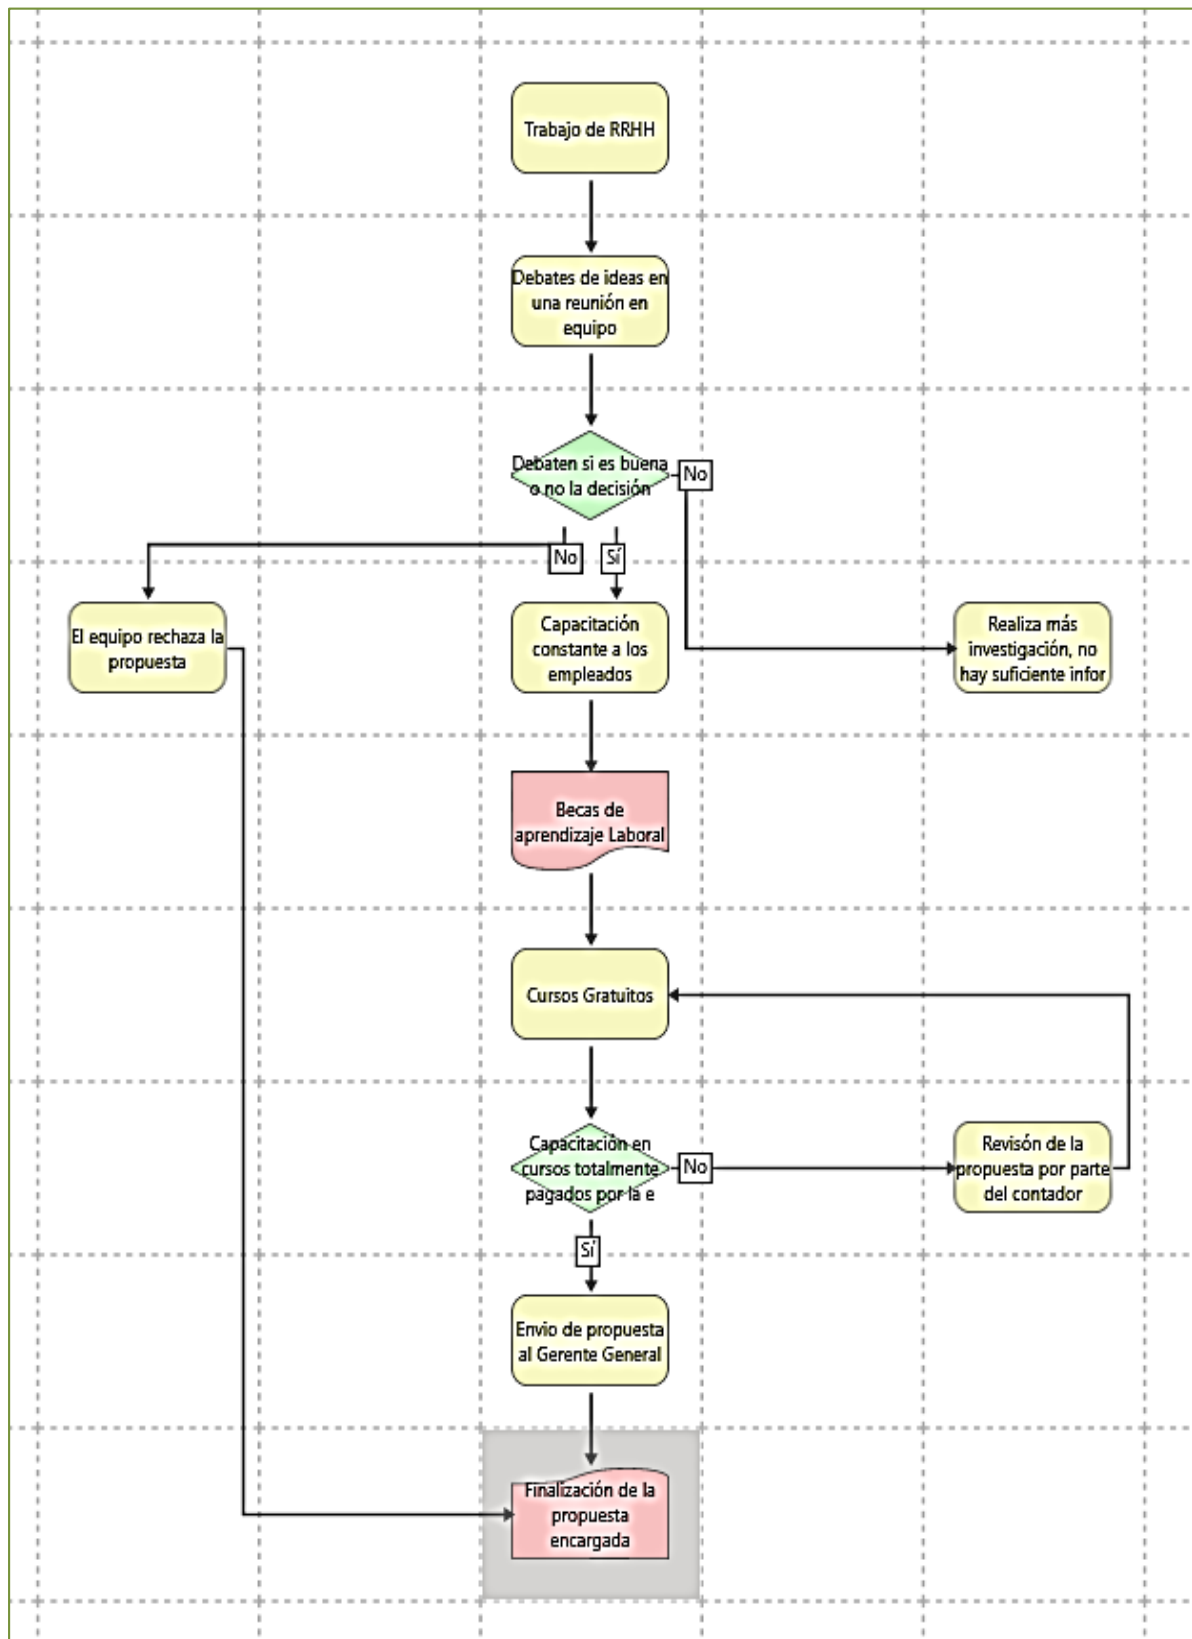 Trabajo de RRHH
Debates de ideas en
una reunión en
equipo
Debaten si es buena
o no la decisión
No
No
Sí
El equipo rechaza la
propuesta
Capacitación
constante a los
empleados
Realiza más
investigación, no
hay suficiente infor
Becas de
aprendizaje Laboral
Cursos Gratuitos
Capacitación en
cursos totalmente
pagados por la e
No
Revisón de la
propuesta por parte
del contador
Sí
Envio de propuesta
al Gerente General
Finalización de la
propuesta
encargada